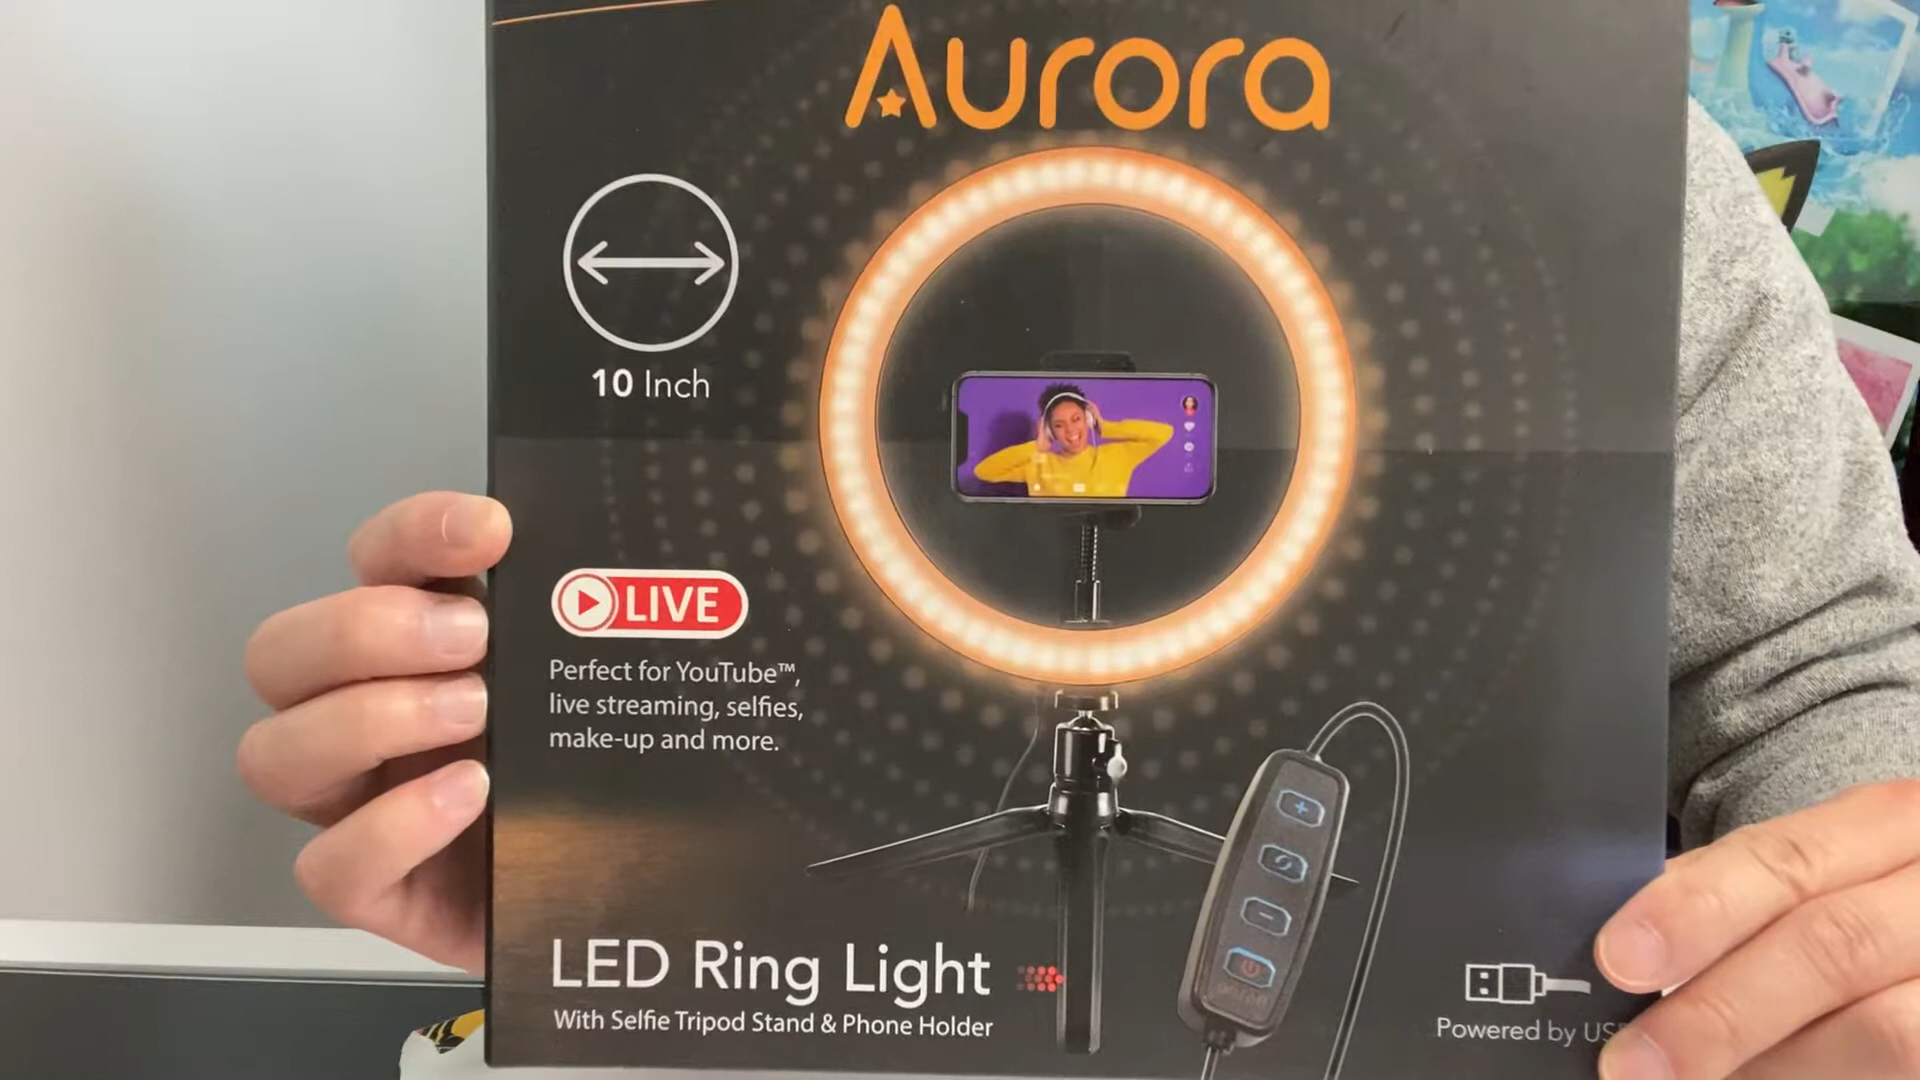 Aurora
10 Inch
LIVE
Perfect for YouTube™,
live streaming, selfies,
make-up and more.
LED Ring Light
With Selfie Tripod Stand & Phone Holder
Powered by